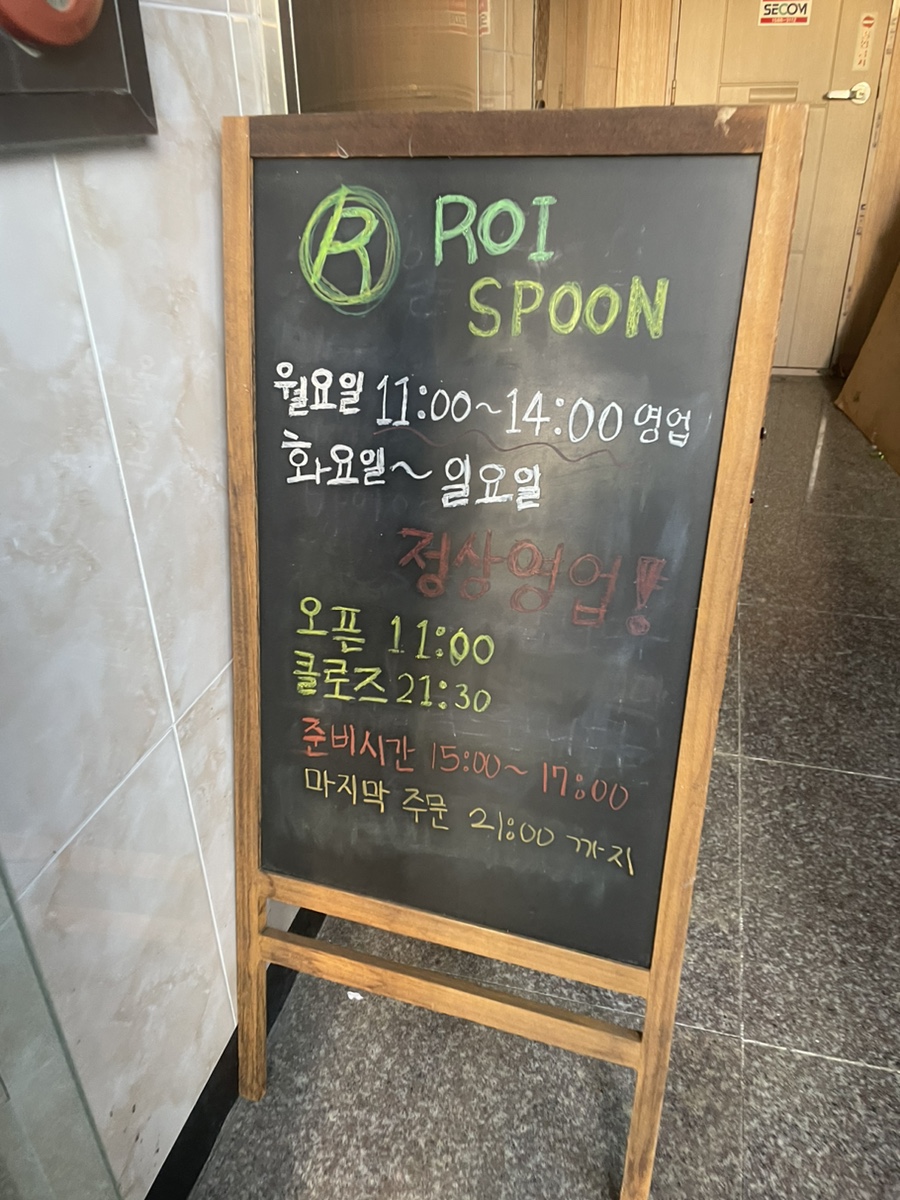 SECOM
R ROI
SPOON
월요일 11:00~14:00 영업
화요일~일요일
정상영업!
오픈 11:00
클로즈 21:30
준비시간 15:00~17:00
마지막 주문 21:00 까지